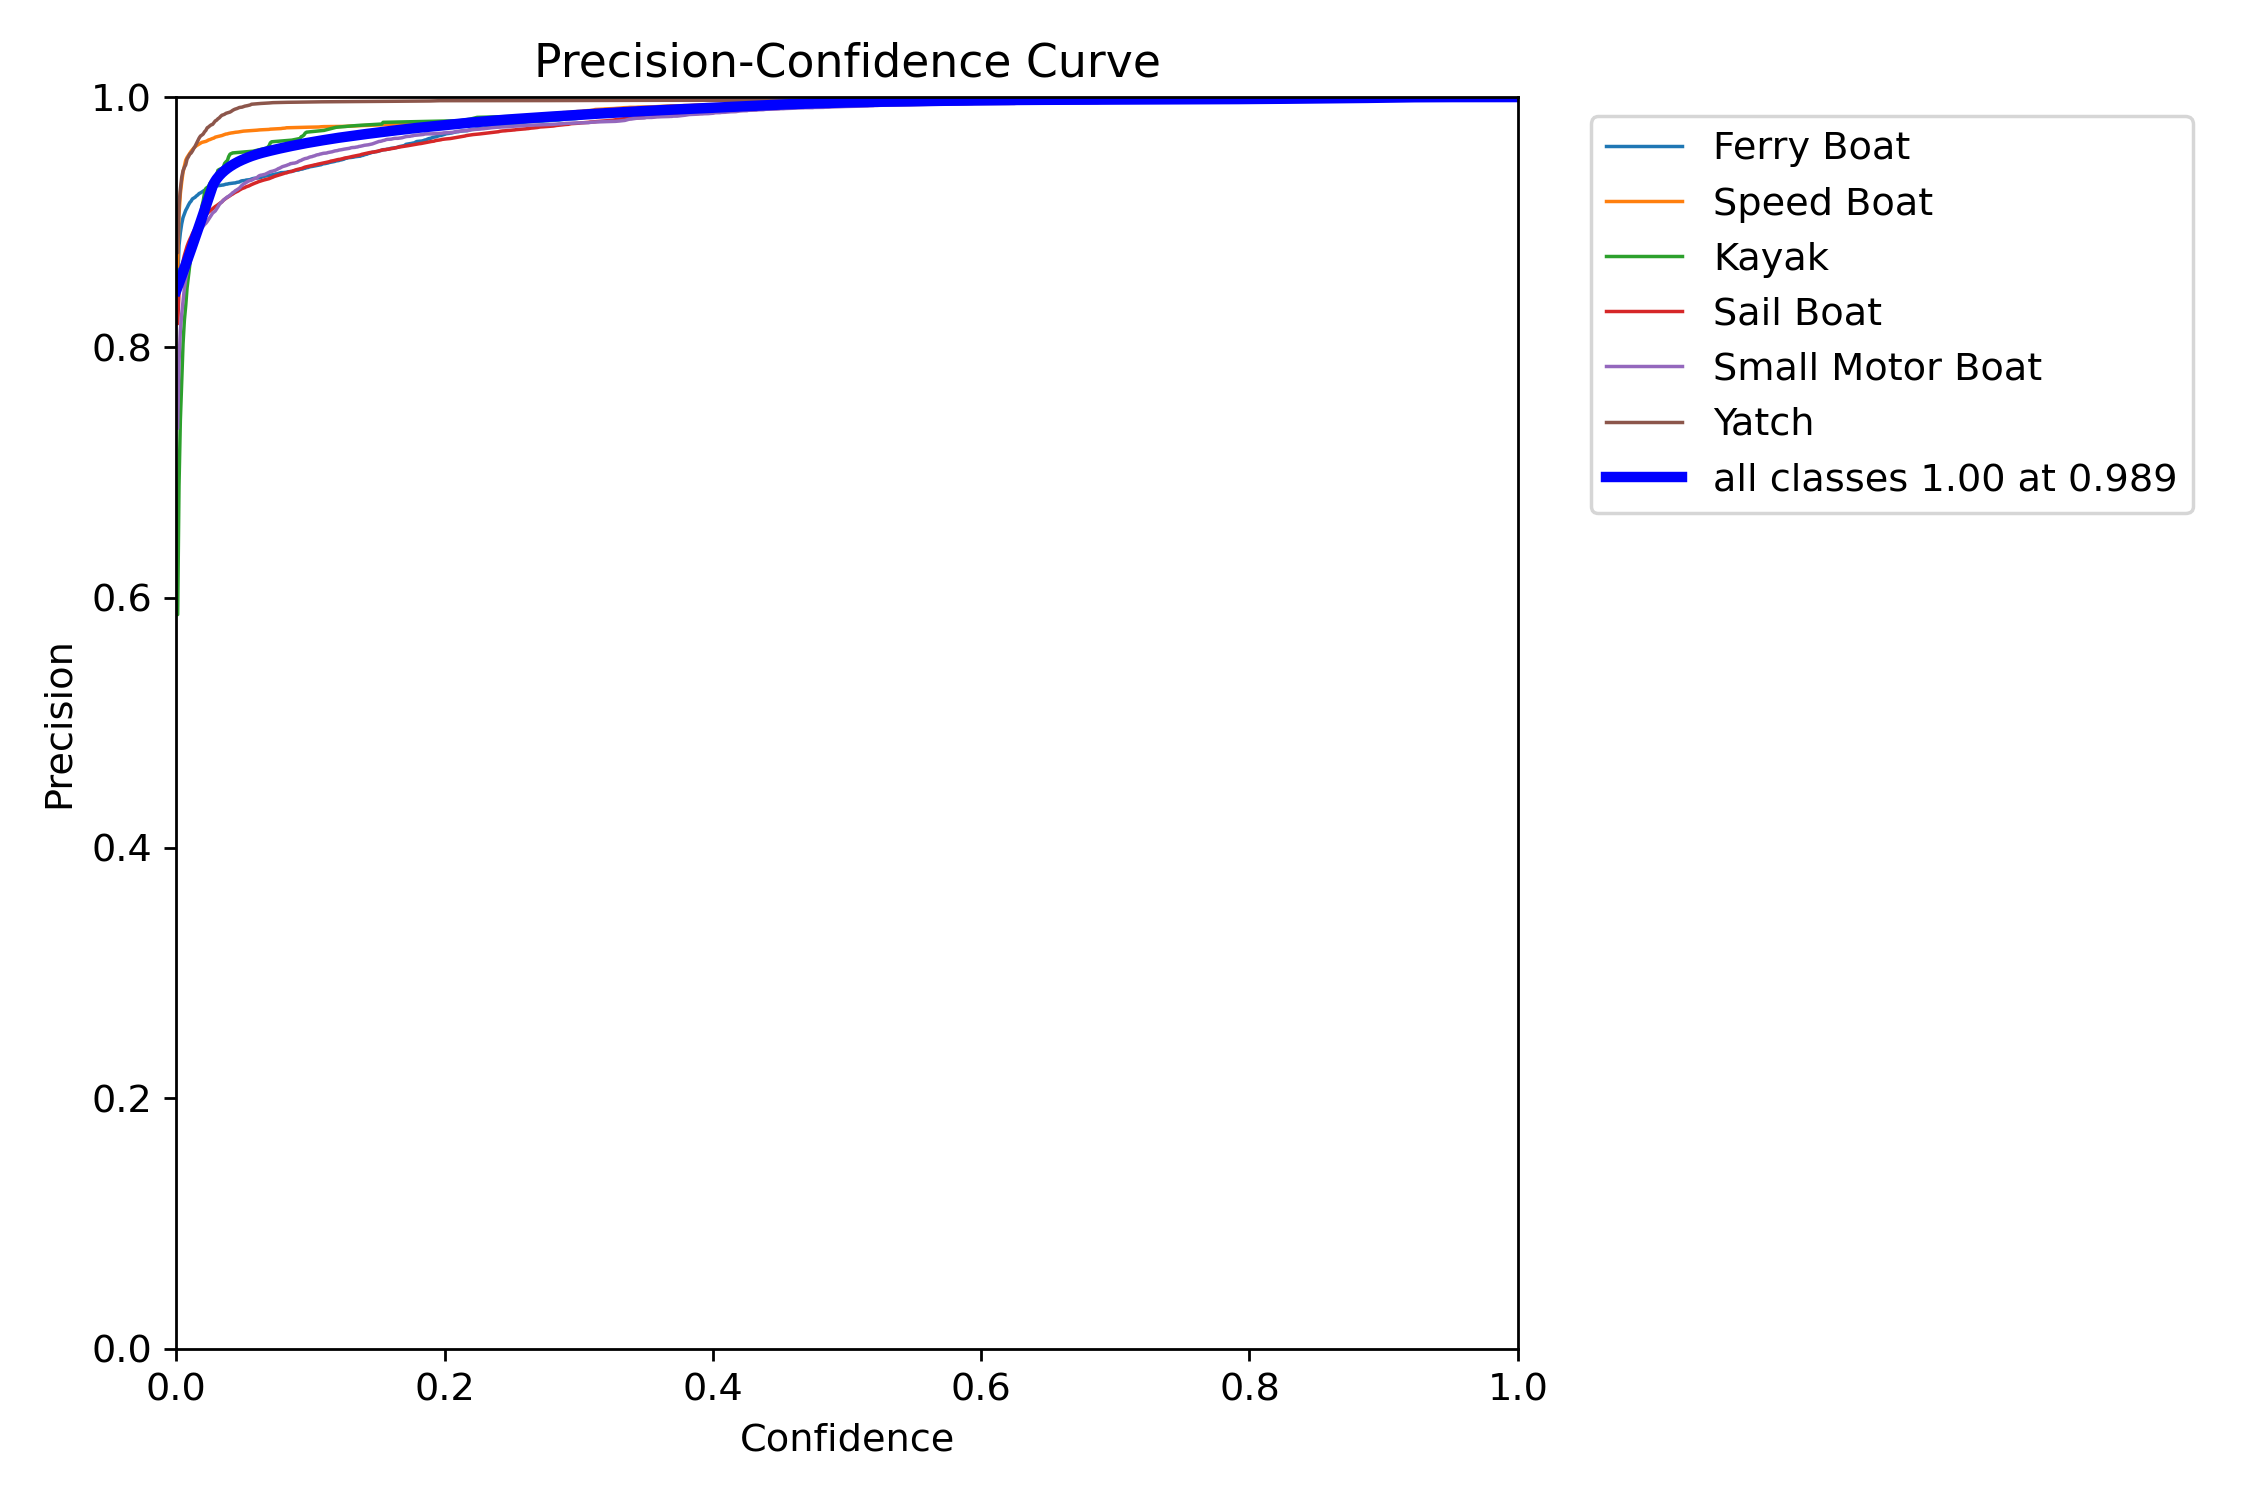 Precision-Confidence Curve
1.0
0.8
0.6
0.4
0.2
0.0
Precision
0.0 0.2 0.4 0.6 0.8 1.0
Confidence
Ferry Boat
Speed Boat
Kayak
Sail Boat
Small Motor Boat
Yatch
all classes 1.00 at 0.989